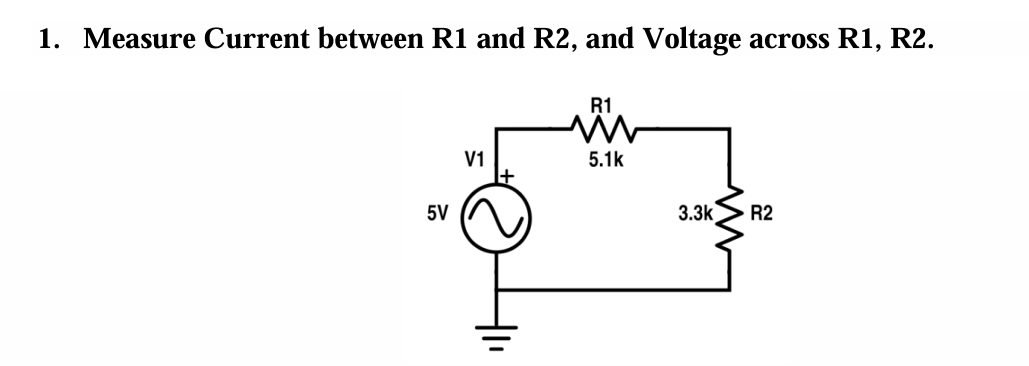 1. Measure Current between R1 and R2, and Voltage across R1, R2.
R1
V1
5.1k
+
5V
3.3k
R2